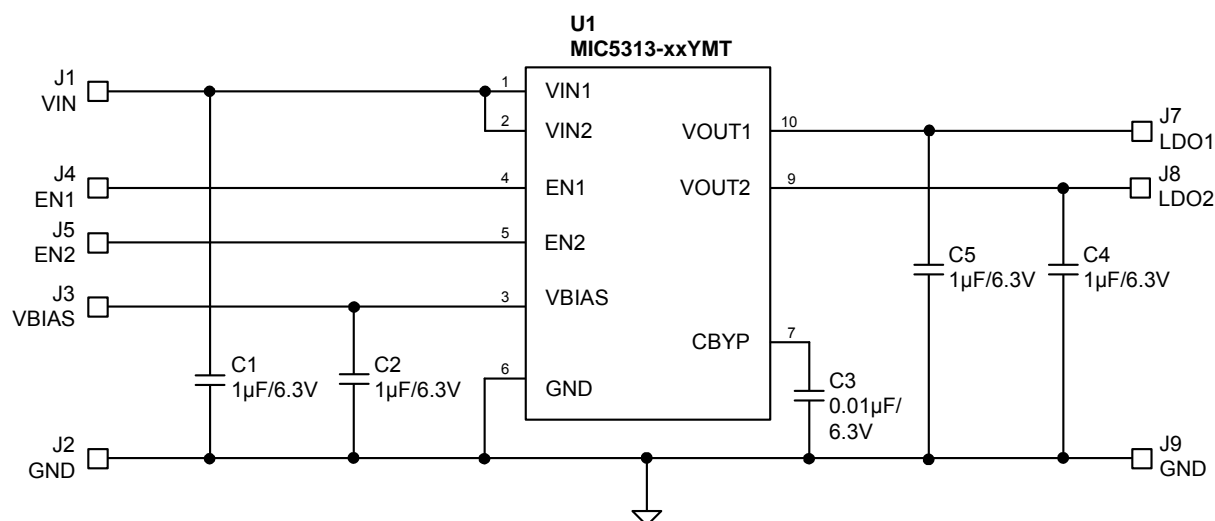 U1
MIC5313-xxYMT
J1
VIN
1
VIN1
2
VIN2
VOUT1
10
J7
LDO1
J4
EN1
4
EN1
VOUT2
9
J8
LDO2
J5
EN2
5
EN2
J3
VBIAS
3
VBIAS
C5
1µF/6.3V
C4
1µF/6.3V
CBYP
7
C1
1µF/6.3V
C2
1µF/6.3V
6
GND
C3
0.01µF/
6.3V
J2
GND
J9
GND